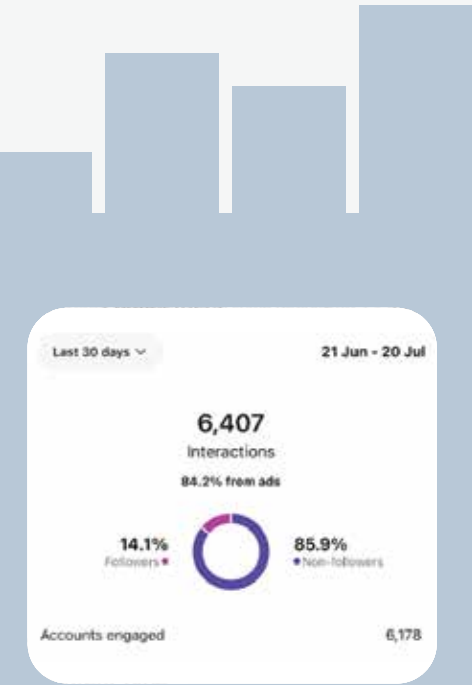 Last 30 days
21 Jun - 20 Jul
6,407
Interactions
84.2% from ads
14.1%
Followers
85.9%
Non-followers
Accounts engaged
6,178